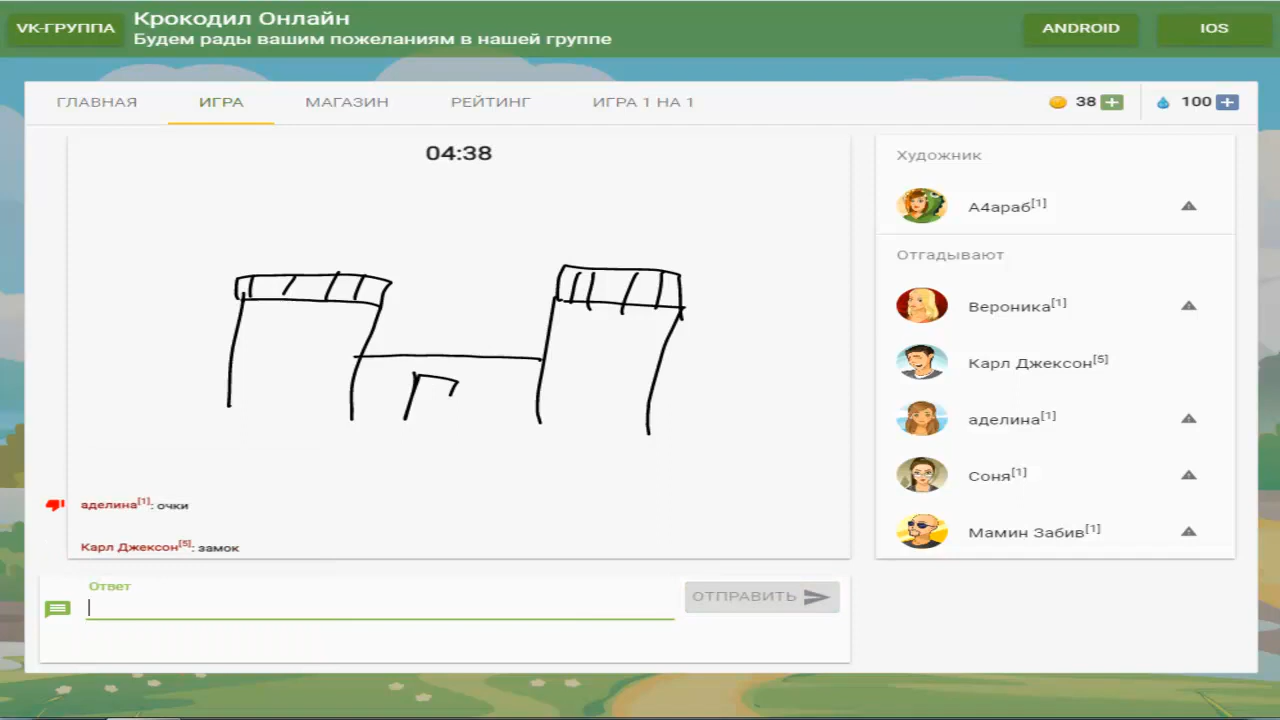 VK-ГРУППА
Крокодил Онлайн
Будем рады вашим пожеланиям в нашей группе
ANDROID
IOS
ГЛАВНАЯ
ИГРА
МАГАЗИН
РЕЙТИНГ
ИГРА 1 НА 1
38
100
04:38
аделина[1]: очки
Карл Джексон[5]: замок
Художник
А4араб[1]
Отгадывают
Вероника[1]
Карл Джексон[5]
аделина[1]
Соня[1]
Мамин Забив[1]
Ответ
ОТПРАВИТЬ